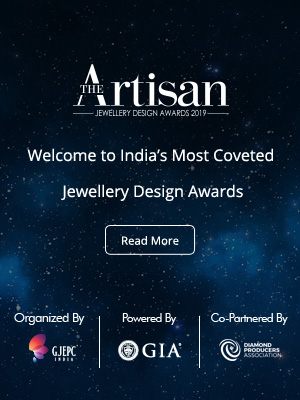 THE Artisan
JEWELLERY DESIGN AWARDS 2019
Welcome to India's Most Coveted
Jewellery Design Awards
Read More
Organized By
Powered By
Co-Partnered By
GJEPC
INDIA
GIA®
DIAMOND
PRODUCERS
ASSOCIATION